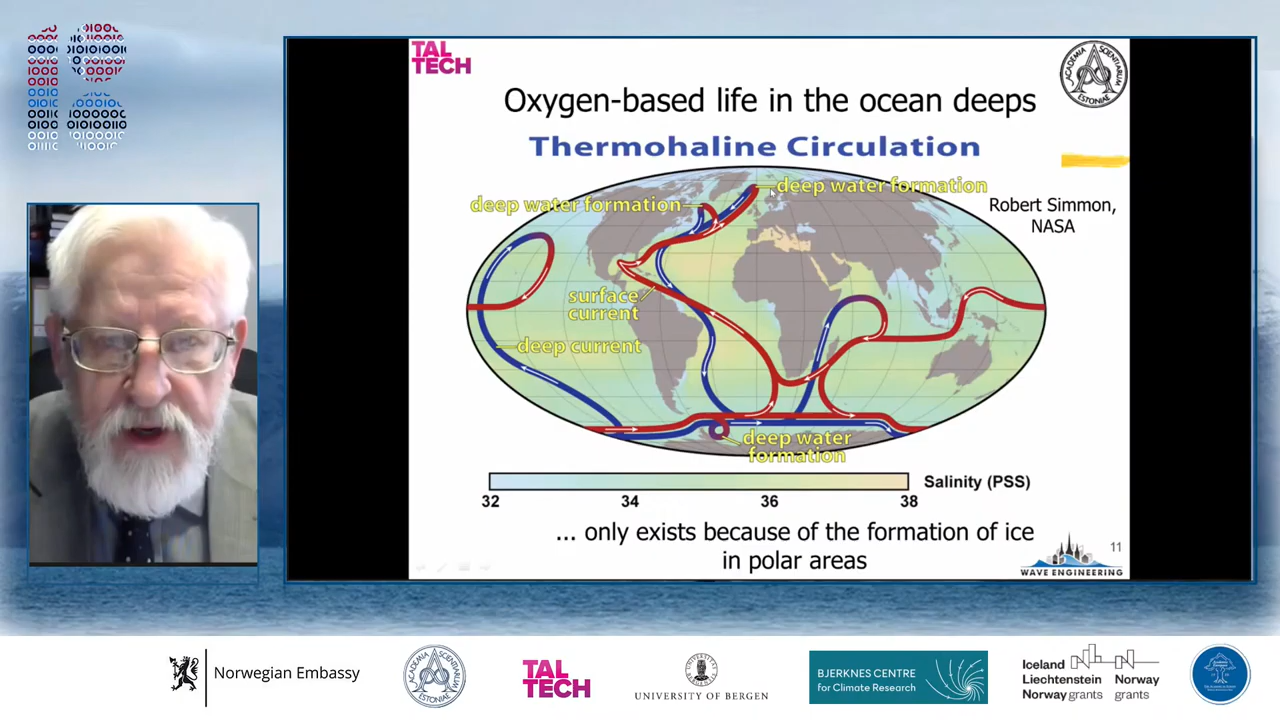 TAL
TECH
ACADEMIA SCIENTIARUM ESTONIAE
Oxygen-based life in the ocean deeps
Thermohaline Circulation
deep water formation
deep water formation
Robert Simmon,
NASA
surface
current
deep current
deep water
formation
32
34
36
38
Salinity (PSS)
... only exists because of the formation of ice
in polar areas
11
WAVE ENGINEERING
Norwegian Embassy
TAL
TECH
UNIVERSITY OF BERGEN
BJERKNES CENTRE
for Climate Research
Iceland
Liechtenstein
Norway grants
Norway
grants